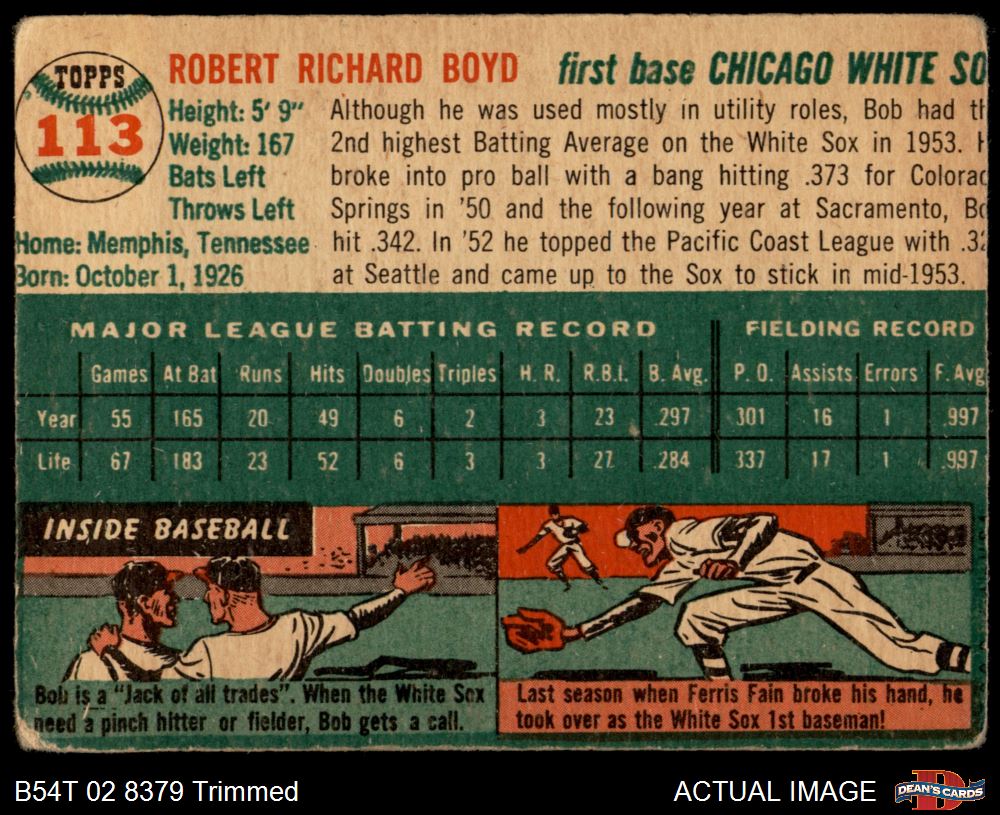 TOPPS
113
ROBERT RICHARD BOYD first base CHICAGO WHITE SO
Height: 5' 9"
Weight: 167
Bats Left
Throws Left
Home: Memphis, Tennessee
Born: October 1, 1926
Although he was used mostly in utility roles, Bob had th
2nd highest Batting Average on the White Sox in 1953. H
broke into pro ball with a bang hitting .373 for Colorad
Springs in '50 and the following year at Sacramento, Bo
hit .342. In '52 he topped the Pacific Coast League with .32
at Seattle and came up to the Sox to stick in mid-1953.
MAJOR LEAGUE BATTING RECORD FIELDING RECORD
Games At Bat Runs Hits Doubles Triples H. R. R.B.I. B. Avg. P. O. Assists Errors F. Avg
Year 55 165 20 49 6 2 3 23 .297 301 16 1 .997
Life 67 183 23 52 6 3 3 27 .284 337 17 1 .997
INSIDE BASEBALL
Bob is a "Jack of all trades". When the White Sox
need a pinch hitter or fielder, Bob gets a call.
Last season when Ferris Fain broke his hand, he
took over as the White Sox 1st baseman!
B54T 02 8379 Trimmed ACTUAL IMAGE
DEAN'S CARDS